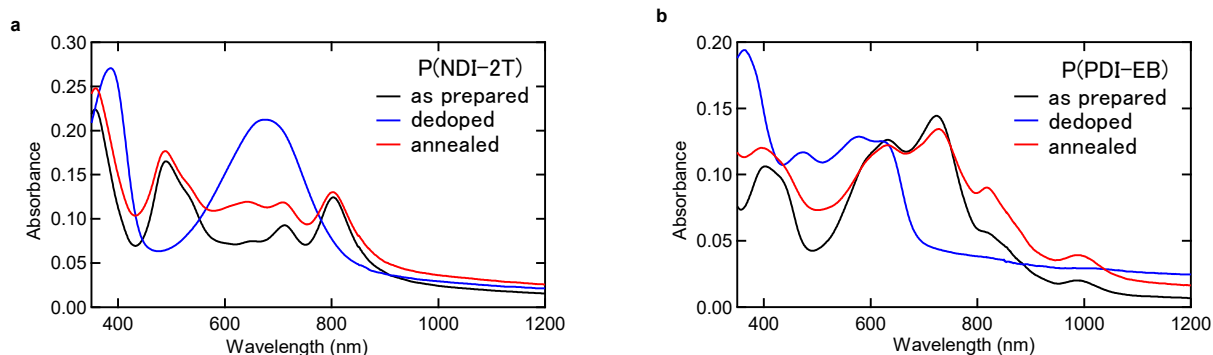 a
0.30
0.25
0.20
0.15
0.10
0.05
0.00
Absorbance
400
600
800
1000
1200
Wavelength (nm)
P(NDI-2T)
as prepared
dedoped
annealed
b
0.20
0.15
0.10
0.05
0.00
Absorbance
400
600
800
1000
1200
Wavelength (nm)
P(PDI-EB)
as prepared
dedoped
annealed